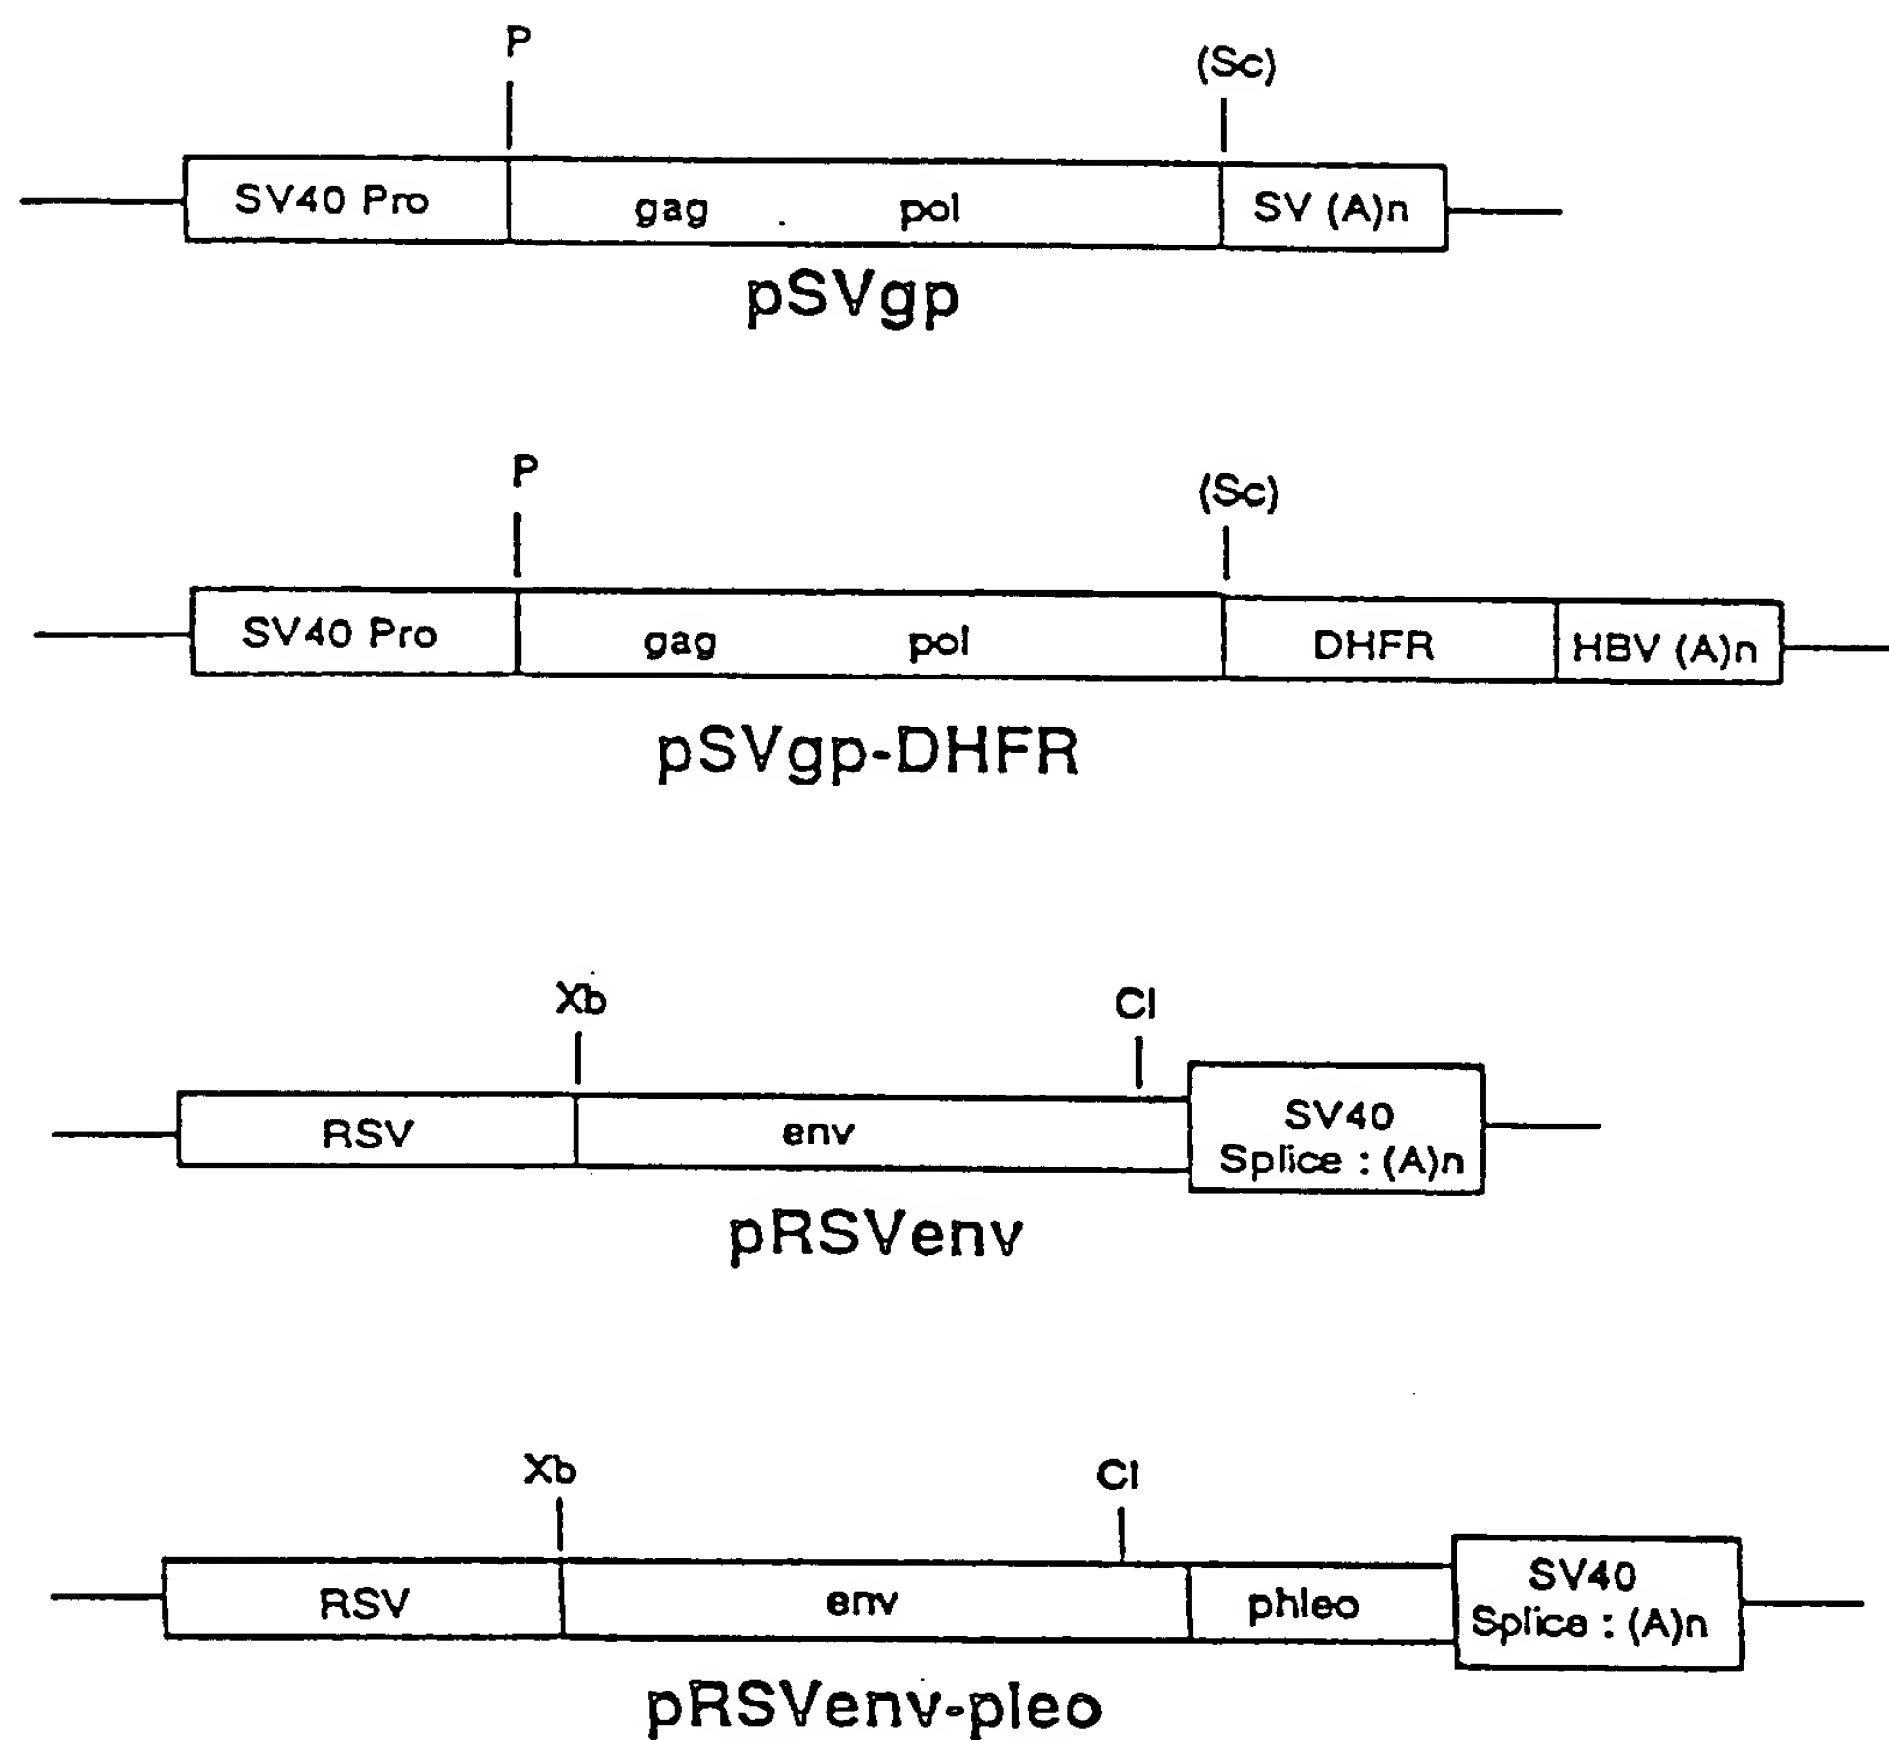 P (Sc)
SV40 Pro gag pol SV (A)n
pSVgp
P (Sc)
SV40 Pro gag pol DHFR HBV (A)n
pSVgp-DHFR
Xb Cl
RSV env SV40
Splice : (A)n
pRSVenv
Xb Cl
RSV env phleo SV40
Splice : (A)n
pRSVenv-pleo